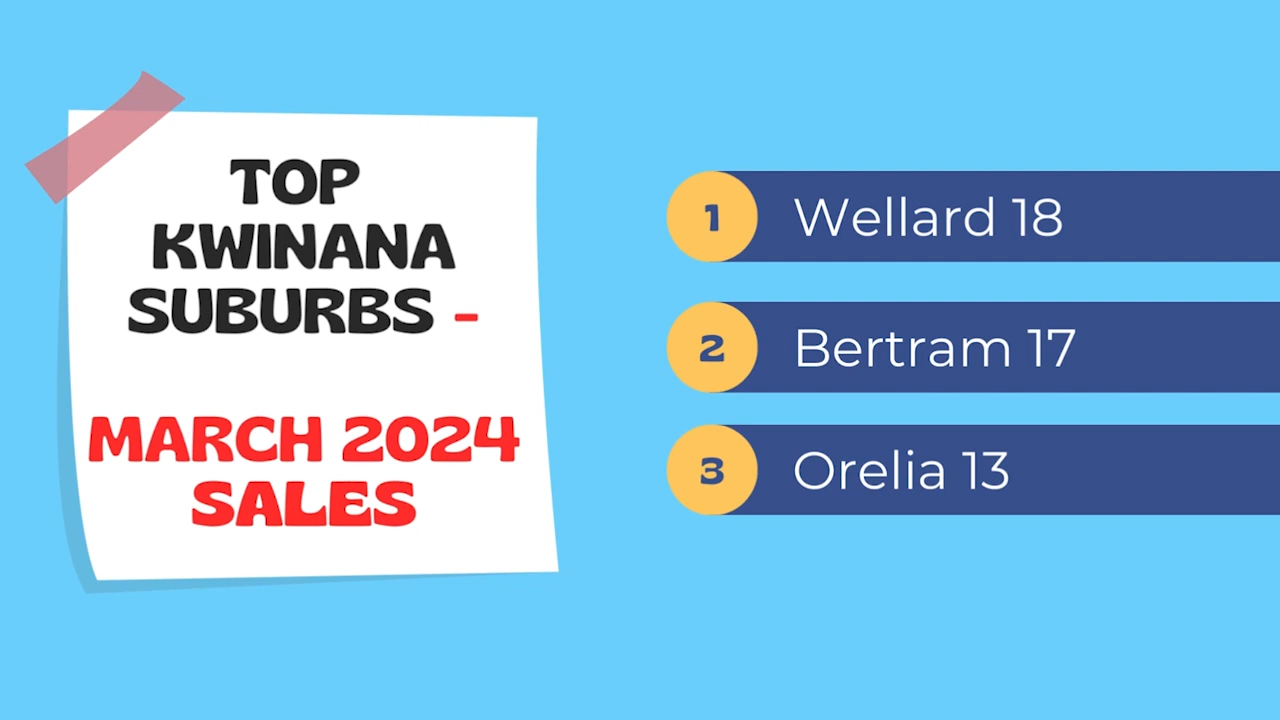 TOP
KWINANA
SUBURBS -
MARCH 2024
SALES
1 Wellard 18
2 Bertram 17
3 Orelia 13